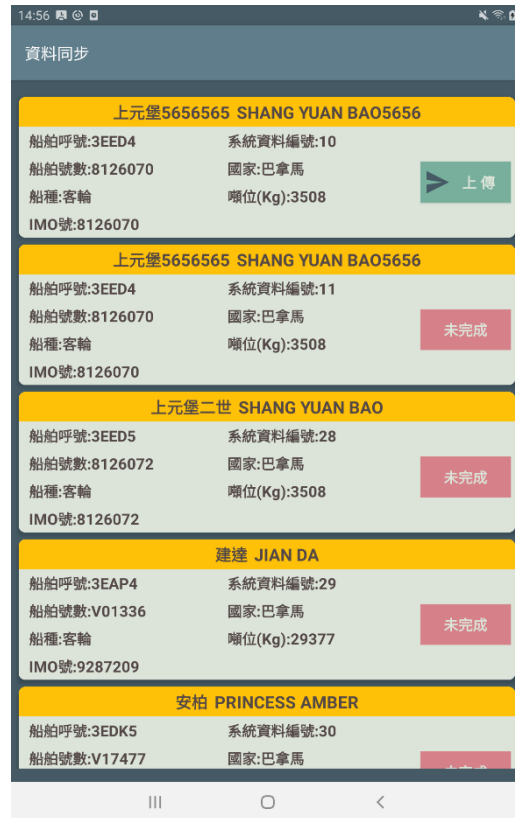 14:56
資料同步
上元堡5656565 SHANG YUAN BAO5656
船舶呼號:3EED4 系統資料編號:10
船舶號數:8126070 國家:巴拿馬
上傳
船種:客輪 噸位(Kg):3508
IMO號:8126070
上元堡5656565 SHANG YUAN BAO5656
船舶呼號:3EED4 系統資料編號:11
船舶號數:8126070 國家:巴拿馬
未完成
船種:客輪 噸位(Kg):3508
IMO號:8126070
上元堡二世 SHANG YUAN BAO
船舶呼號:3EED5 系統資料編號:28
船舶號數:8126072 國家:巴拿馬
未完成
船種:客輪 噸位(Kg):3508
IMO號:8126072
建達 JIAN DA
船舶呼號:3EAP4 系統資料編號:29
船舶號數:V01336 國家:巴拿馬
未完成
船種:客輪 噸位(Kg):29377
IMO號:9287209
安柏 PRINCESS AMBER
船舶呼號:3EDK5 系統資料編號:30
船舶號數:V17477 國家:巴拿馬